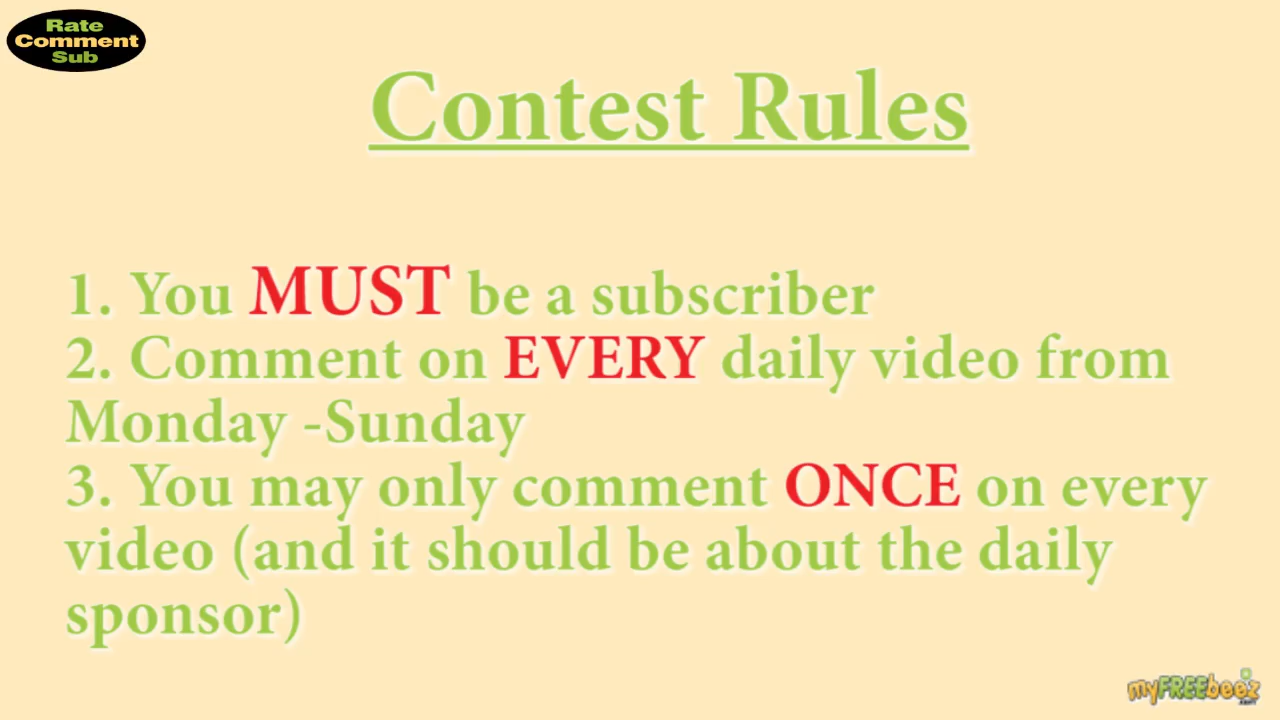 Rate
Comment
Sub
Contest Rules
1. You MUST be a subscriber
2. Comment on EVERY daily video from
Monday -Sunday
3. You may only comment ONCE on every
video (and it should be about the daily
sponsor)
myFREEbeez